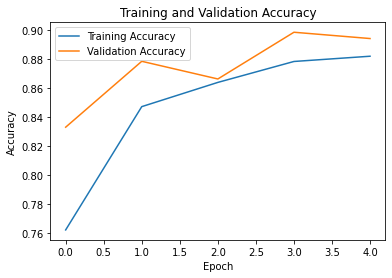 Training and Validation Accuracy
Training Accuracy
Validation Accuracy
0.90
0.88
0.86
0.84
0.82
0.80
0.78
0.76
Accuracy
0.0 0.5 1.0 1.5 2.0 2.5 3.0 3.5 4.0
Epoch